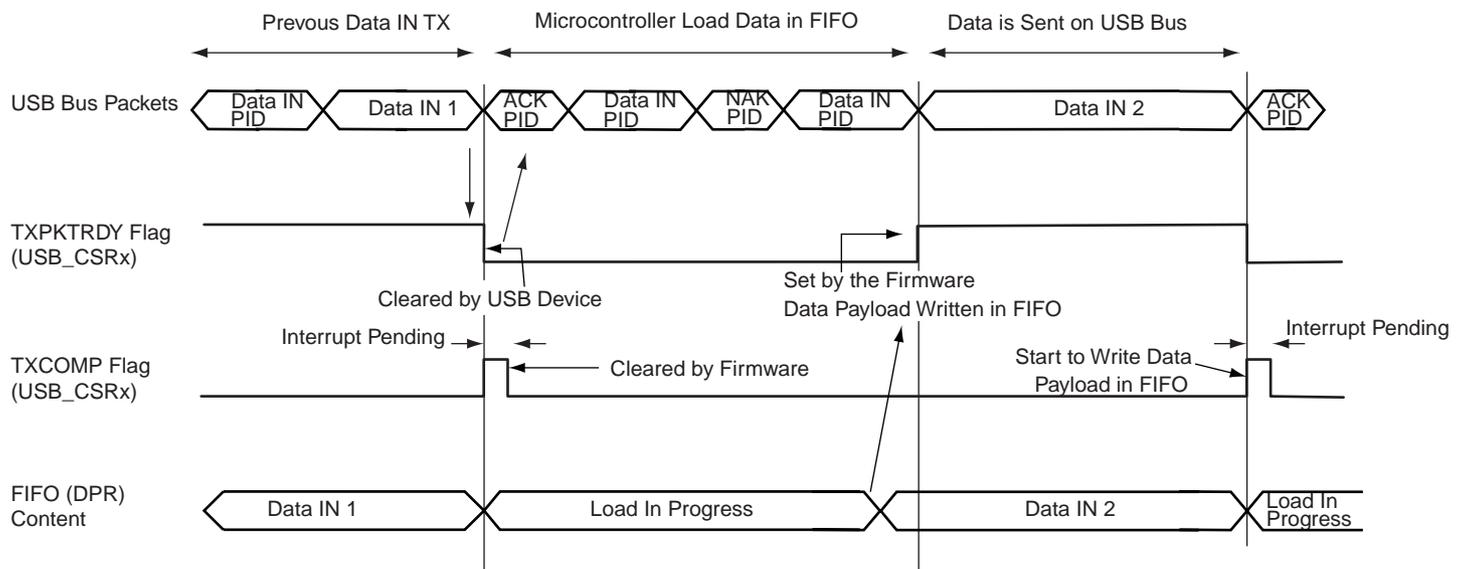 Prevous Data IN TX
Microcontroller Load Data in FIFO
Data is Sent on USB Bus
USB Bus Packets
Data IN
PID
Data IN 1
ACK
PID
Data IN
PID
NAK
PID
Data IN
PID
Data IN 2
ACK
PID
TXPKTRDY Flag
(USB_CSRx)
Cleared by USB Device
Set by the Firmware
Data Payload Written in FIFO
Interrupt Pending
Interrupt Pending
TXCOMP Flag
(USB_CSRx)
Cleared by Firmware
Start to Write Data
Payload in FIFO
FIFO (DPR)
Content
Data IN 1
Load In Progress
Data IN 2
Load In
Progress